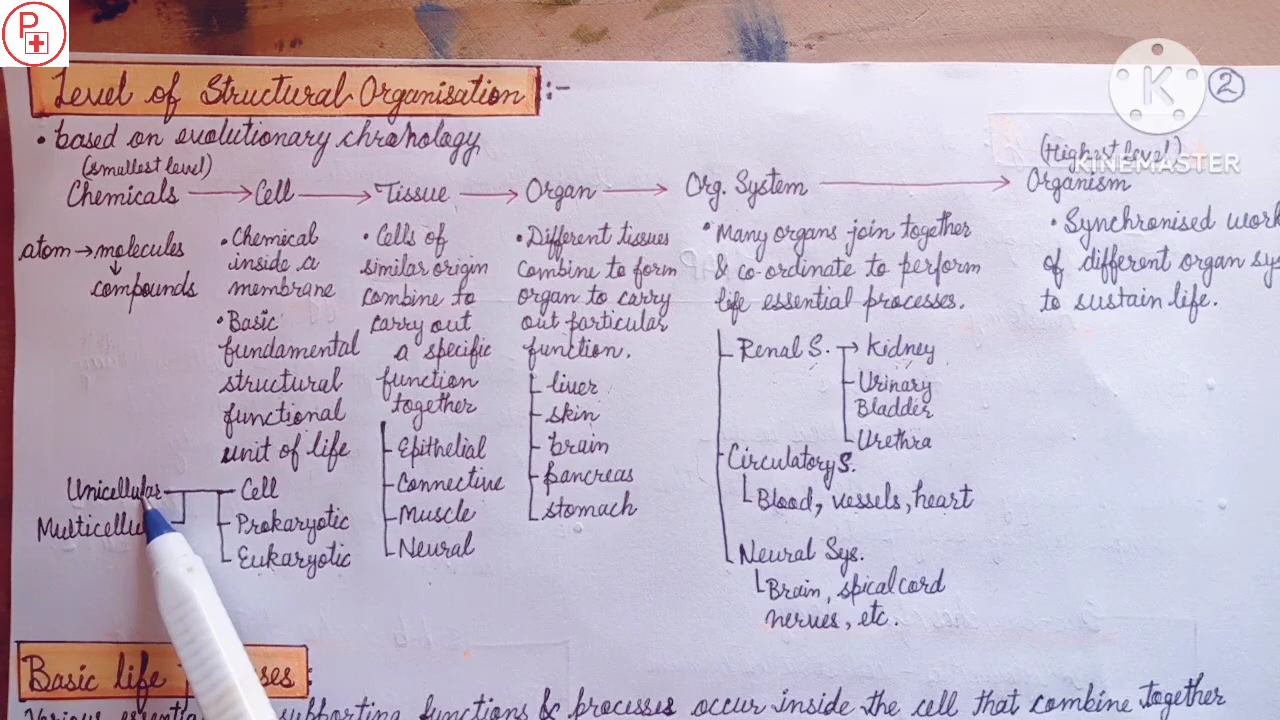 P
Level of Structural Organisation :-
K
KINEMASTER
2
• based on evolutionary chronology
(smallest level)
(Highest level)
Chemicals → Cell → Tissue → Organ → Org. System → Organism
atom → molecules
↓
compounds
• Chemical
inside a
membrane
• Basic
fundamental
structural
functional
unit of life
Unicellular
Cell
Prokaryotic
Eukaryotic
• Cells of
similar origin
combine to
carry out
a specific
function
together
Epithelial
Connective
Muscle
Neural
• Different tissues
combine to form
organ to carry
out particular
function.
liver
skin
brain
pancreas
stomach
• Many organs join together
& co-ordinate to perform
life essential processes.
Renal S. → Kidney
Urinary
Bladder
Urethra
Circulatory S.
Blood, vessels, heart
Neural Sys.
Brain, spical cord
nerves, etc.
• Synchronised work
of different organ sys
to sustain life.
Basic life :
supporting functions & processes occur inside the cell that combine together